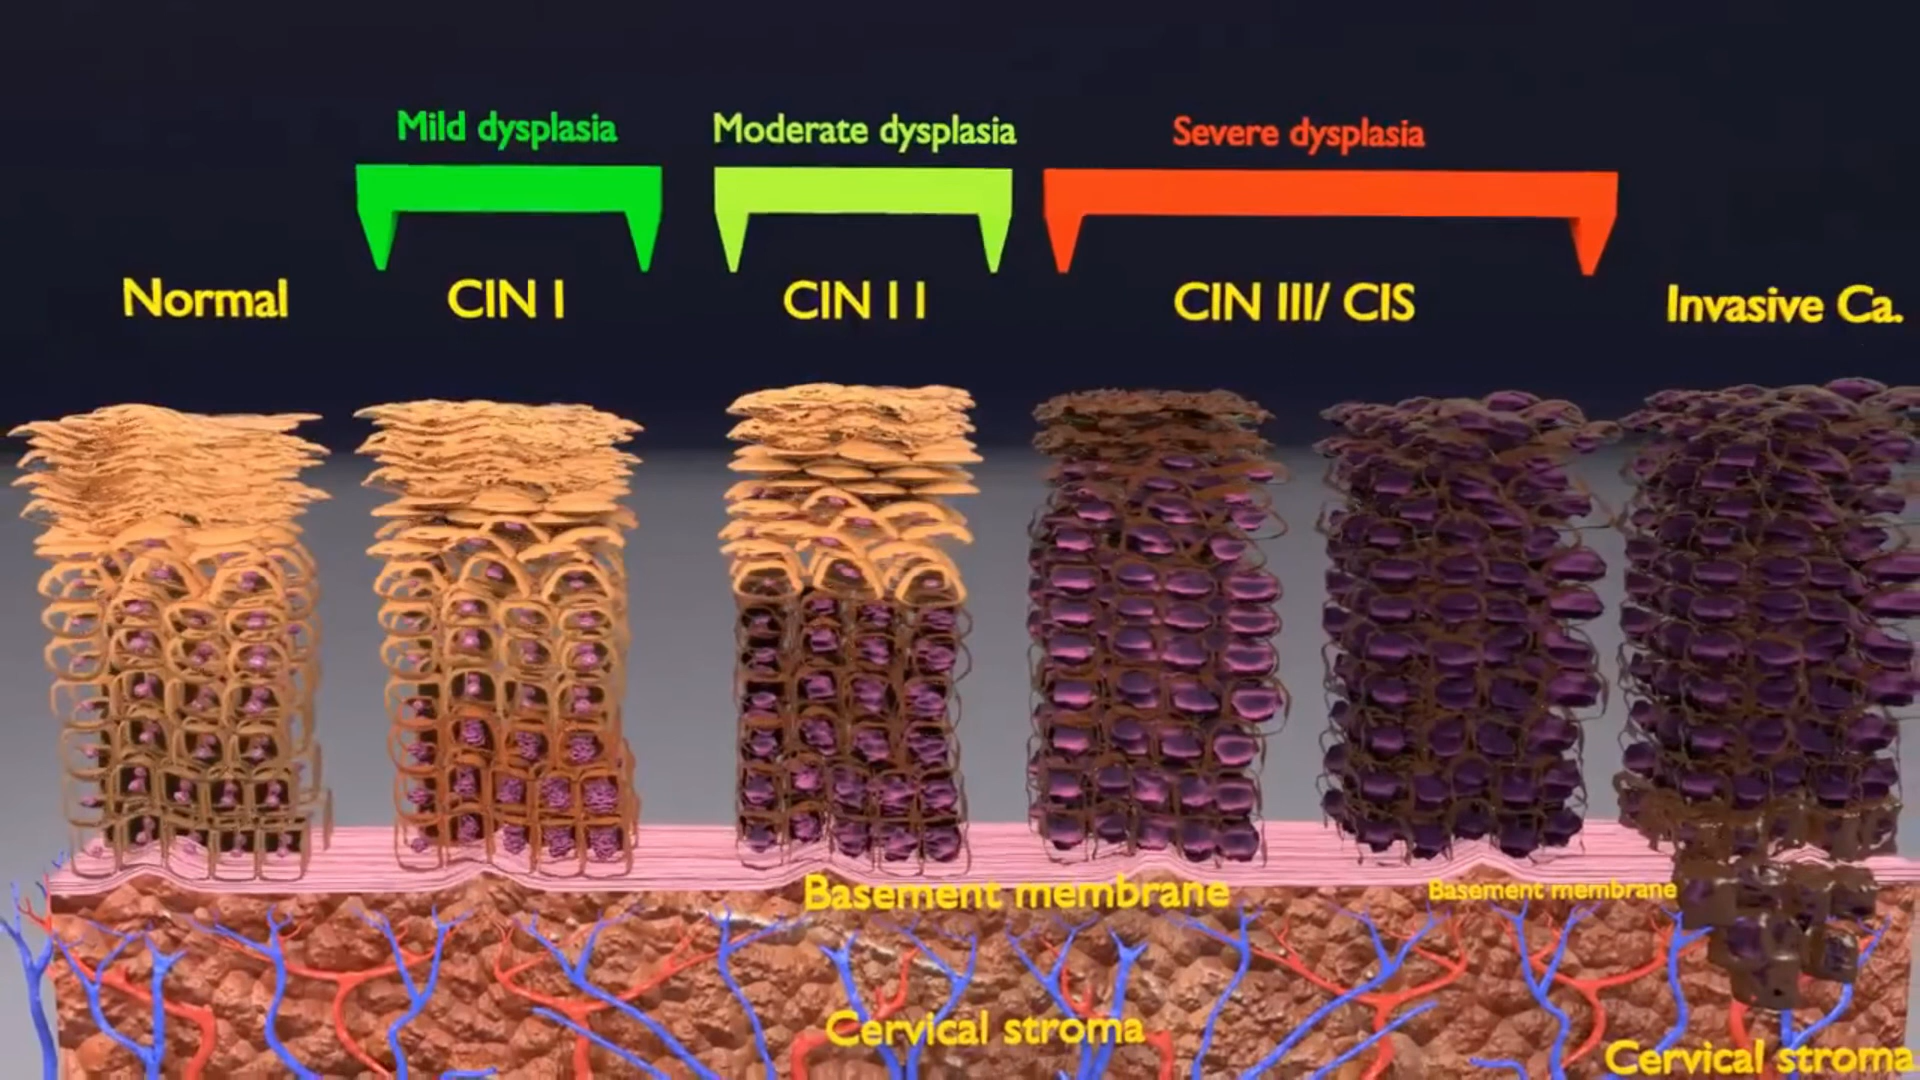 Mild dysplasia
Moderate dysplasia
Severe dysplasia
Normal
CIN I
CIN I I
CIN III/ CIS
Invasive Ca.
Basement membrane
Basement membrane
Cervical stroma
Cervical stroma